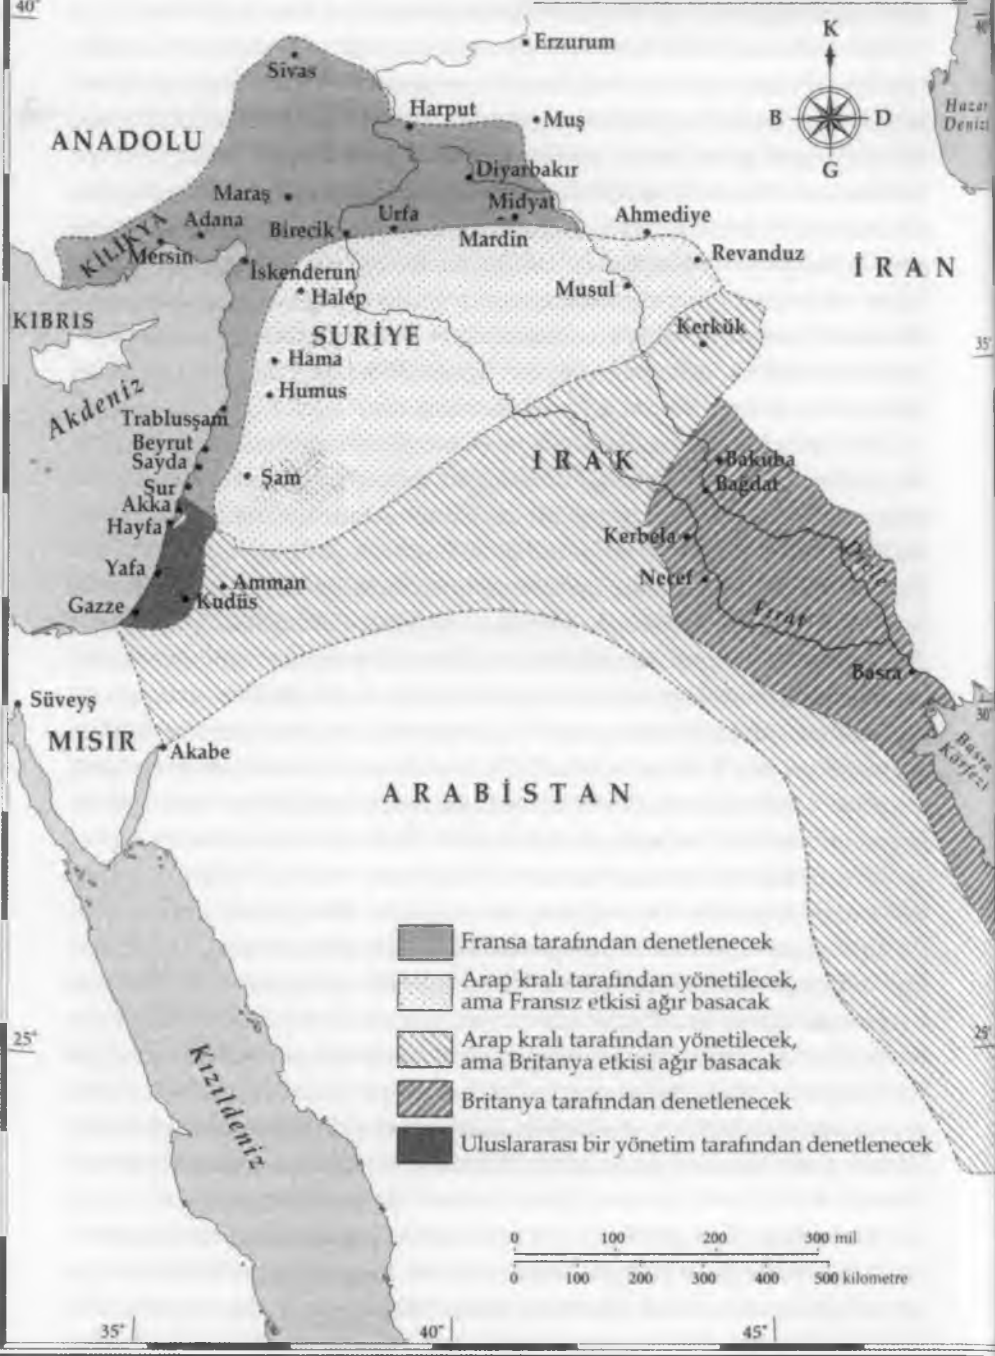 40°
Erzurum
K
40°
Sivas
Harput
Muş
B
D
Hazar
Denizi
ANADOLU
G
Diyarbakır
Maraş
Midyat
Adana
Urfa
Ahmediye
KİLİKYA
Birecik
Mersin
Mardin
Revanduz
İRAN
İskenderun
Halep
Musul
KIBRIS
SURİYE
Kerkük
35°
Hama
Humus
Akdeniz
Trablusşam
Beyrut
Sayda
IRAK
Bakuba
Şam
Bağdat
Sur
Akka
Hayfa
Kerbela
Dicle
Yafa
Amman
Necef
Gazze
Kudüs
Fırat
Basra
Süveyş
30°
MISIR
Akabe
Basra
Körfezi
ARABİSTAN
Fransa tarafından denetlenecek
Arap kralı tarafından yönetilecek,
ama Fransız etkisi ağır basacak
25°
Arap kralı tarafından yönetilecek,
ama Britanya etkisi ağır basacak
25°
Kızıldeniz
Britanya tarafından denetlenecek
Uluslararası bir yönetim tarafından denetlenecek
0 100 200 300 mil
0 100 200 300 400 500 kilometre
35° 40° 45°